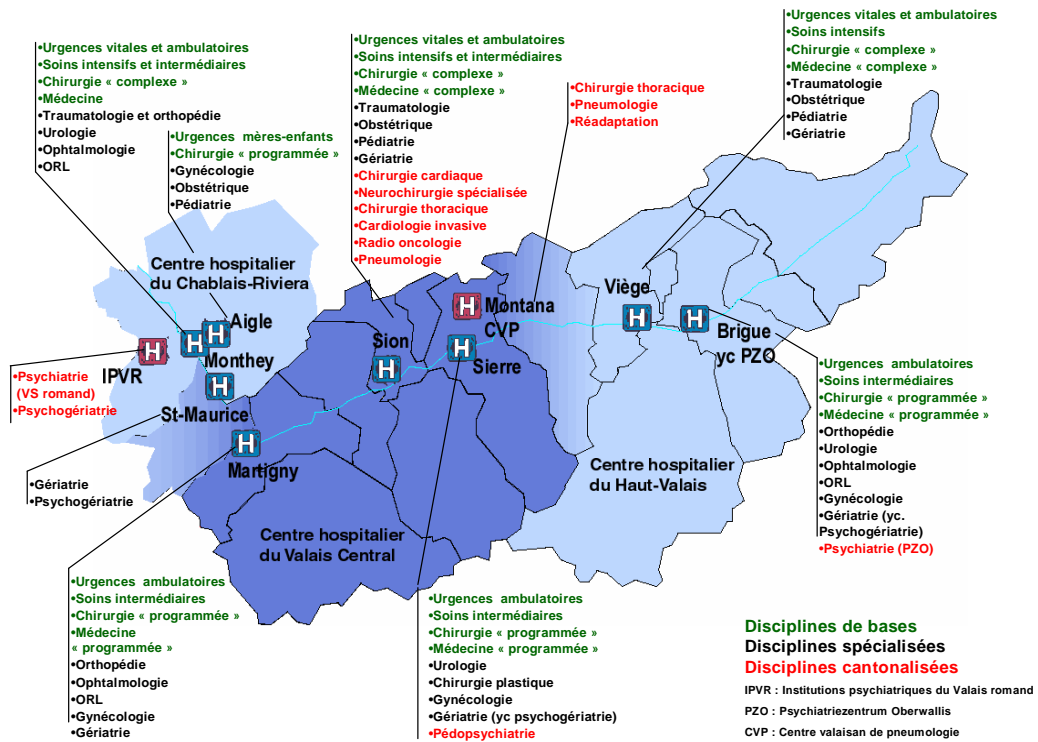 •Urgences vitales et ambulatoires
•Soins intensifs et intermédiaires
•Chirurgie « complexe »
•Médecine
•Traumatologie et orthopédie
•Urologie
•Ophtalmologie
•ORL
•Urgences mères-enfants
•Chirurgie « programmée »
•Gynécologie
•Obstétrique
•Pédiatrie
•Urgences vitales et ambulatoires
•Soins intensifs et intermédiaires
•Chirurgie « complexe »
•Médecine « complexe »
•Traumatologie
•Obstétrique
•Pédiatrie
•Gériatrie
•Chirurgie cardiaque
•Neurochirurgie spécialisée
•Chirurgie thoracique
•Cardiologie invasive
•Radio oncologie
•Pneumologie
•Chirurgie thoracique
•Pneumologie
•Réadaptation
•Urgences vitales et ambulatoires
•Soins intensifs
•Chirurgie « complexe »
•Médecine « complexe »
•Traumatologie
•Obstétrique
•Pédiatrie
•Gériatrie
Centre hospitalier
du Chablais-Riviera
H Aigle
H Monthey
H IPVR
H St-Maurice
H Martigny
H Sion
H Montana
CVP
H Sierre
Viège H
H Brigue
yc PZO
•Psychiatrie
(VS romand)
•Psychogériatrie
•Gériatrie
•Psychogériatrie
Centre hospitalier
du Valais Central
Centre hospitalier
du Haut-Valais
•Urgences ambulatoires
•Soins intermédiaires
•Chirurgie « programmée »
•Médecine « programmée »
•Orthopédie
•Urologie
•Ophtalmologie
•ORL
•Gynécologie
•Gériatrie (yc.
Psychogériatrie)
•Psychiatrie (PZO)
•Urgences ambulatoires
•Soins intermédiaires
•Chirurgie « programmée »
•Médecine
« programmée »
•Orthopédie
•Ophtalmologie
•ORL
•Gynécologie
•Gériatrie
•Urgences ambulatoires
•Soins intermédiaires
•Chirurgie « programmée »
•Médecine « programmée »
•Urologie
•Chirurgie plastique
•Gynécologie
•Gériatrie (yc psychogériatrie)
•Pédopsychiatrie
Disciplines de bases
Disciplines spécialisées
Disciplines cantonalisées
IPVR : Institutions psychiatriques du Valais romand
PZO : Psychiatriezentrum Oberwallis
CVP : Centre valaisan de pneumologie